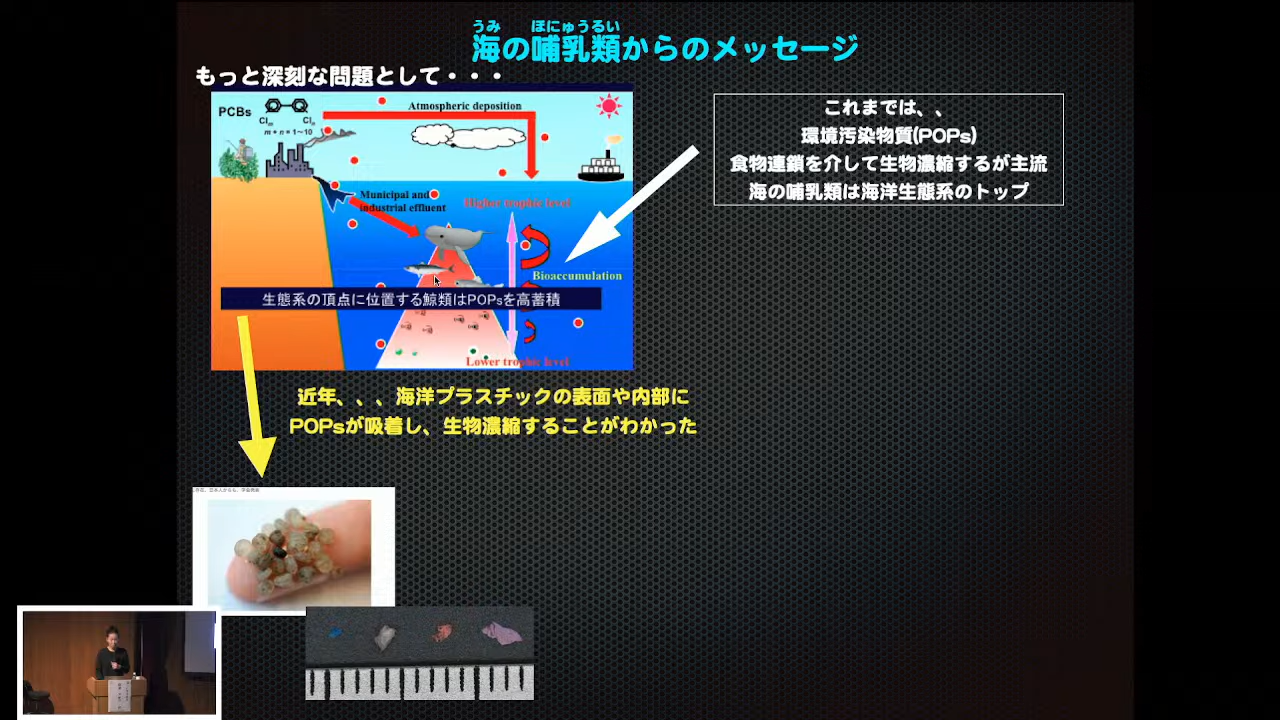 うみ ほにゅうるい
海の哺乳類からのメッセージ
もっと深刻な問題として・・・
PCBs
Clm Cln
m + n = 1～10
Atmospheric deposition
Municipal and
industrial effluent
Higher trophic level
Bioaccumulation
生態系の頂点に位置する鯨類はPOPsを高蓄積
Lower trophic level
これまでは、、
環境汚染物質(POPs)
食物連鎖を介して生物濃縮するが主流
海の哺乳類は海洋生態系のトップ
近年、、、海洋プラスチックの表面や内部に
POPsが吸着し、生物濃縮することがわかった